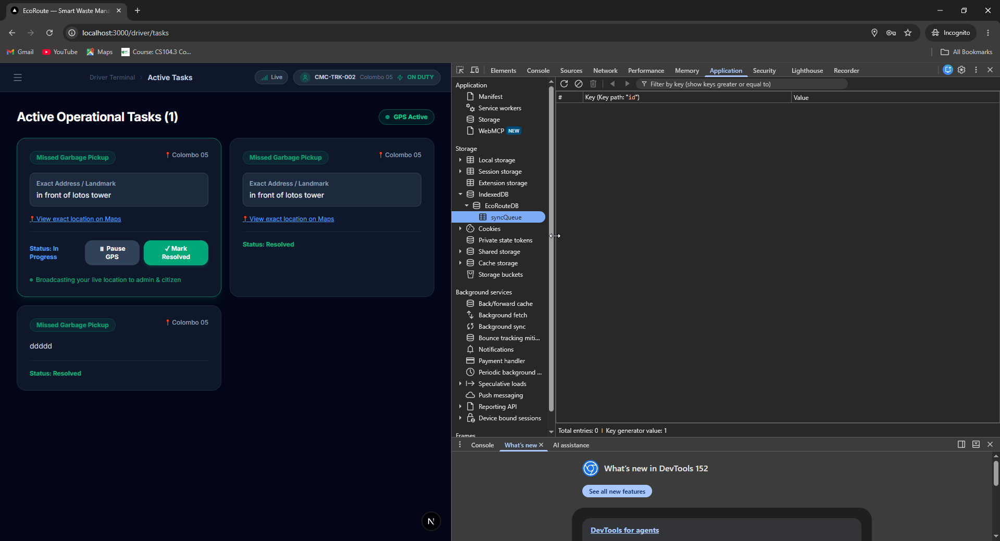 EcoRoute — Smart Waste Mana
localhost:3000/driver/tasks
Incognito
Gmail
YouTube
Maps
Course: CS104.3 Co...
All Bookmarks
Driver Terminal
Active Tasks
Live
CMC-TRK-002 Colombo 05 ON DUTY
Active Operational Tasks (1)
GPS Active
Missed Garbage Pickup
Colombo 05
Exact Address / Landmark
in front of lotos tower
View exact location on Maps
Status: In
Progress
Pause
GPS
✓ Mark
Resolved
Broadcasting your live location to admin & citizen
Missed Garbage Pickup
Colombo 05
Exact Address / Landmark
in front of lotos tower
View exact location on Maps
Status: Resolved
Missed Garbage Pickup
Colombo 05
ddddd
Status: Resolved
N
Elements
Console
Sources
Network
Performance
Memory
Application
Security
Lighthouse
Recorder
Application
Manifest
Service workers
Storage
WebMCP NEW
Storage
Local storage
Session storage
Extension storage
IndexedDB
EcoRouteDB
syncQueue
Cookies
Private state tokens
Shared storage
Cache storage
Storage buckets
Background services
Back/forward cache
Background fetch
Background sync
Bounce tracking miti...
Notifications
Payment handler
Periodic background ...
Speculative loads
Push messaging
Reporting API
Device bound sessions
Frames
Filter by key (show keys greater or equal to)
#
Key (Key path: "id")
Value
Total entries: 0
Key generator value: 1
Console
What's new
AI assistance
What's new in DevTools 152
See all new features
DevTools for agents